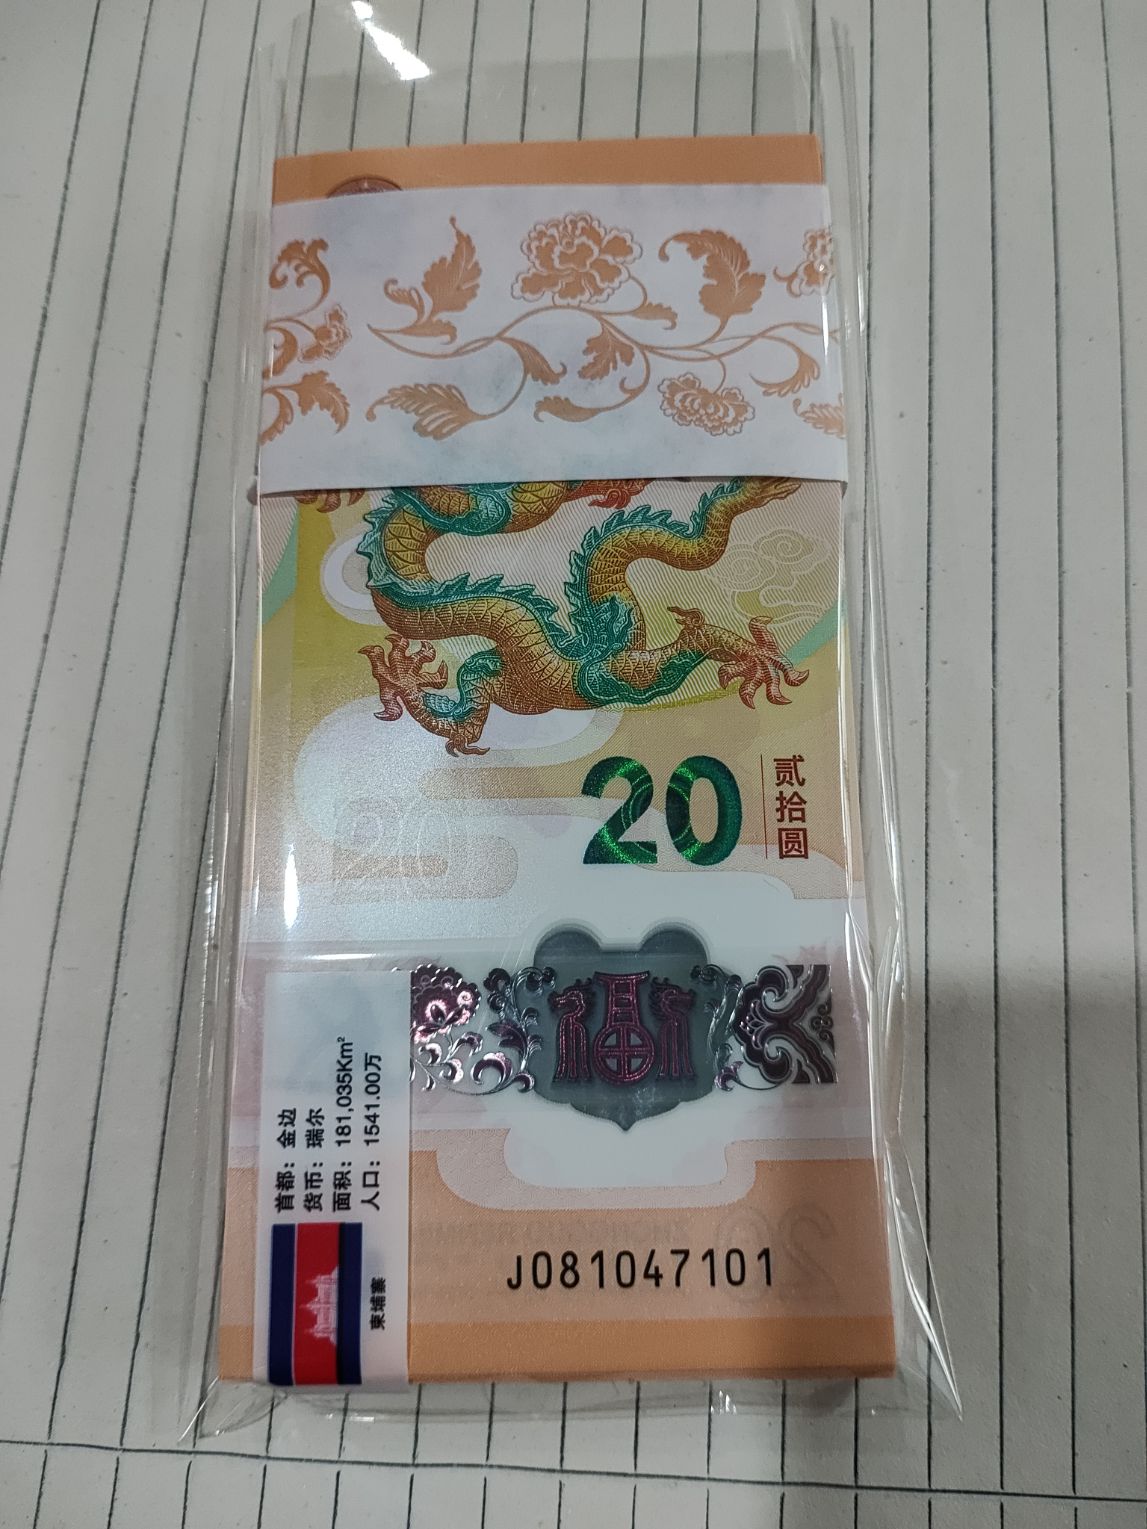 20
贰拾圆
首都：金边
货币：瑞尔
面积：181,035Km²
人口：1541.00万
柬埔寨
J081047101